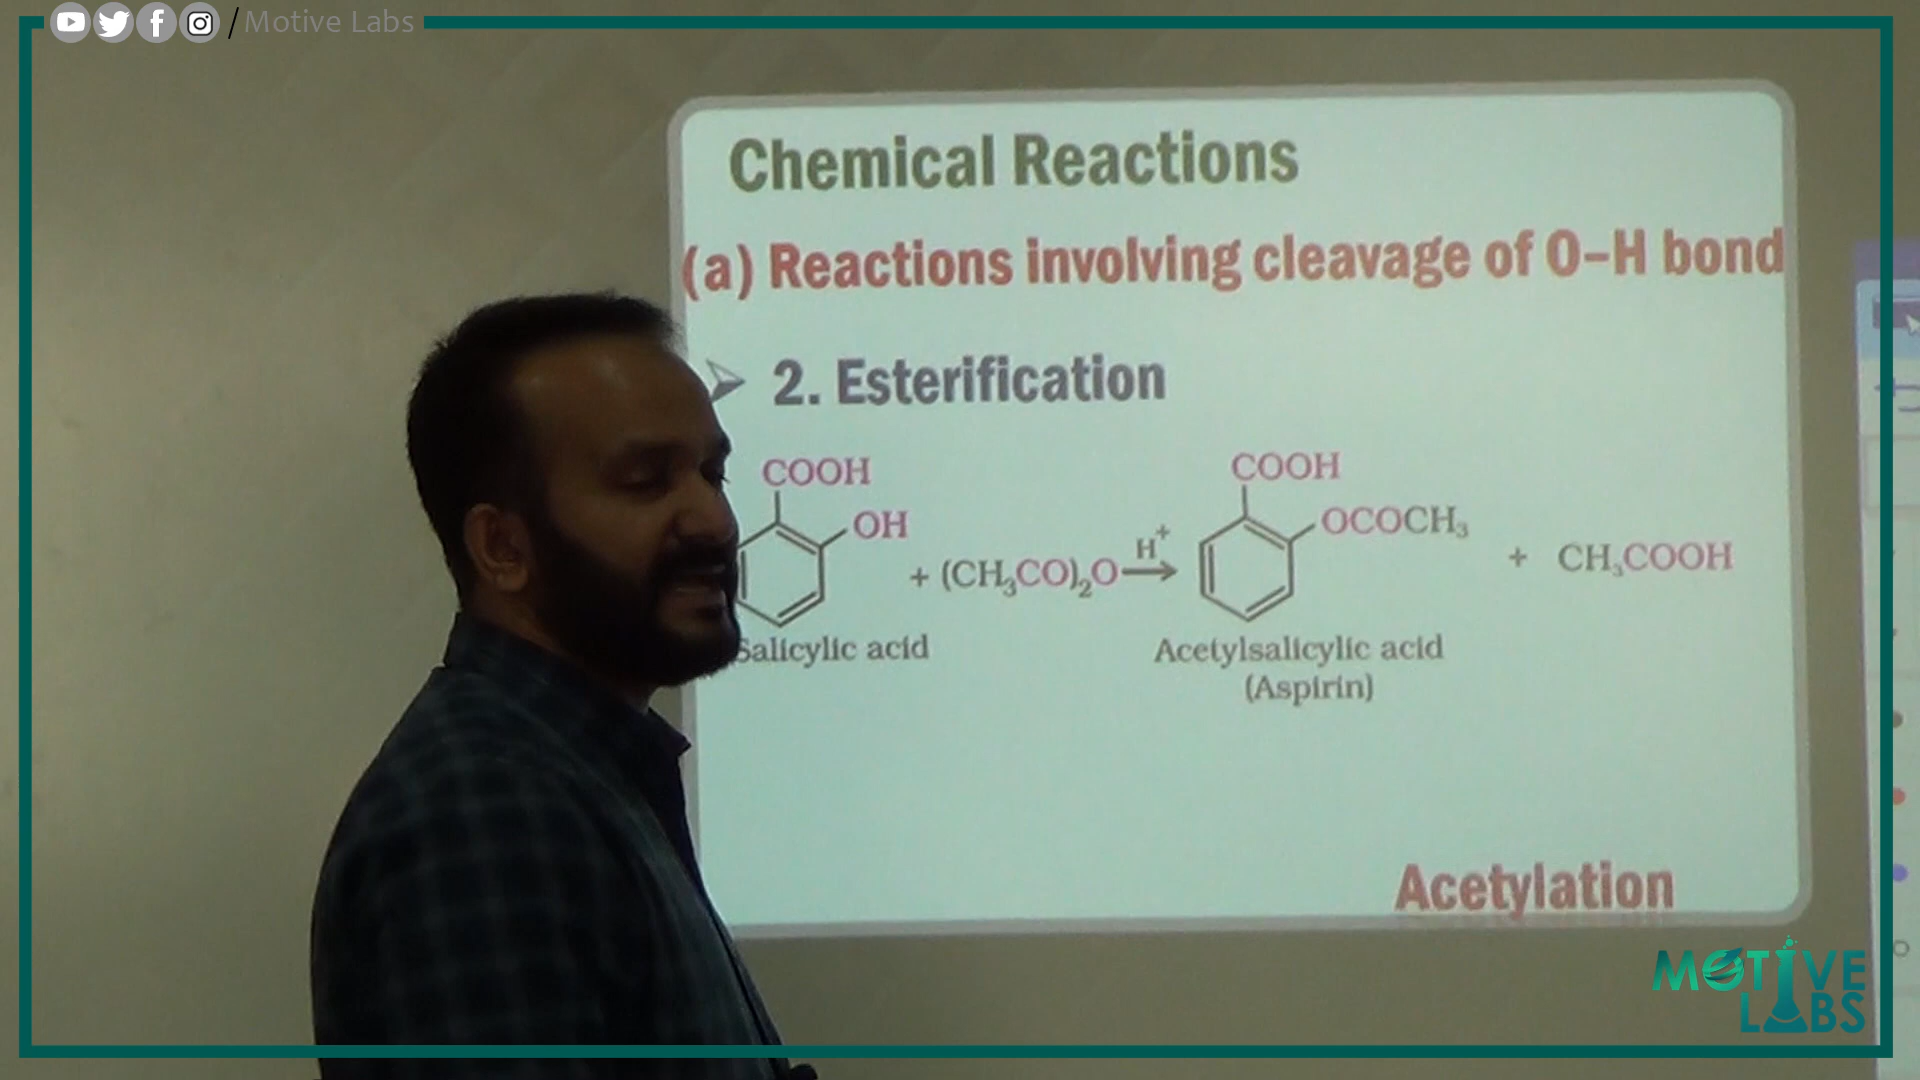 / Motive Labs
Chemical Reactions
(a) Reactions involving cleavage of O–H bond
➢ 2. Esterification
COOH
OH
+ (CH₃CO)₂O
H⁺
→
COOH
OCOCH₃
+ CH₃COOH
Salicylic acid
Acetylsalicylic acid
(Aspirin)
Acetylation
MOTIVE
LABS